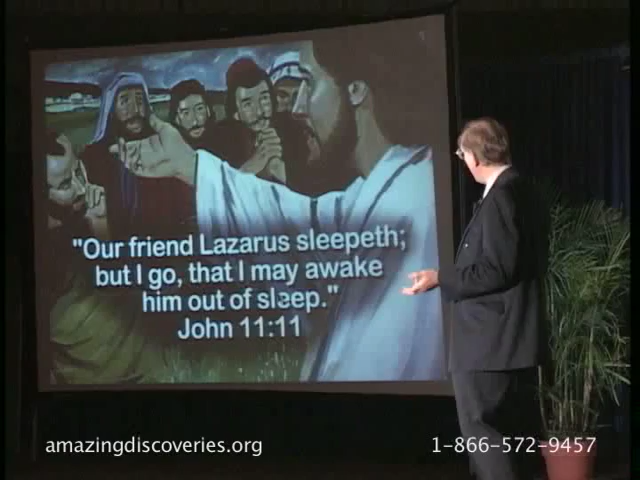 "Our friend Lazarus sleepeth;
but I go, that I may awake
him out of sleep."
John 11:11
amazingdiscoveries.org
1-866-572-9457